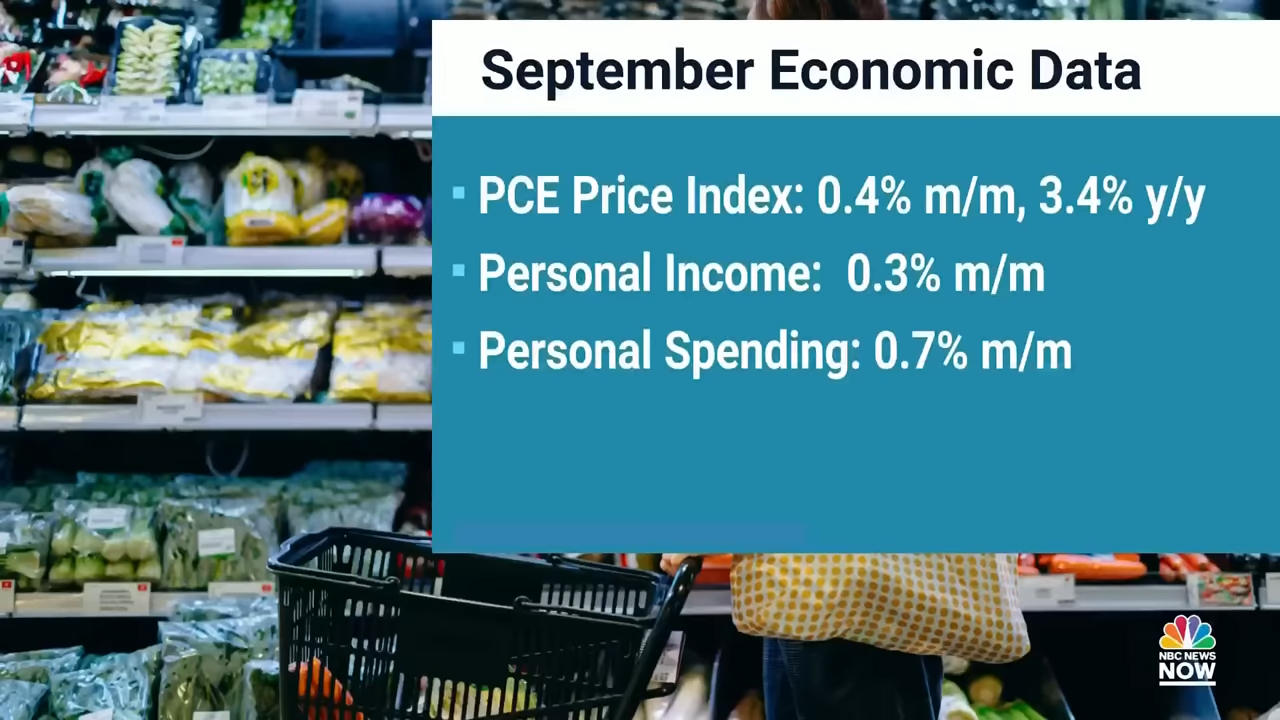 September Economic Data
▪ PCE Price Index: 0.4% m/m, 3.4% y/y
▪ Personal Income: 0.3% m/m
▪ Personal Spending: 0.7% m/m
NBC NEWS
NOW